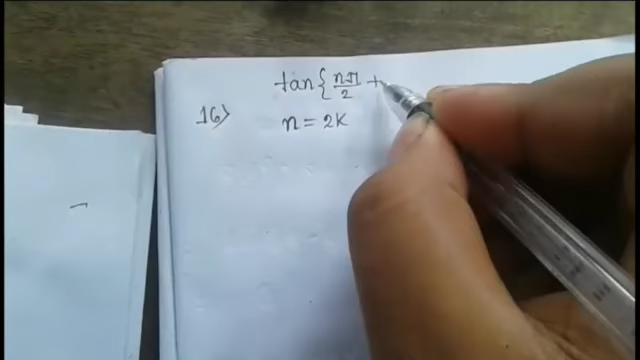 tan{nπ/2 +
16) n = 2K